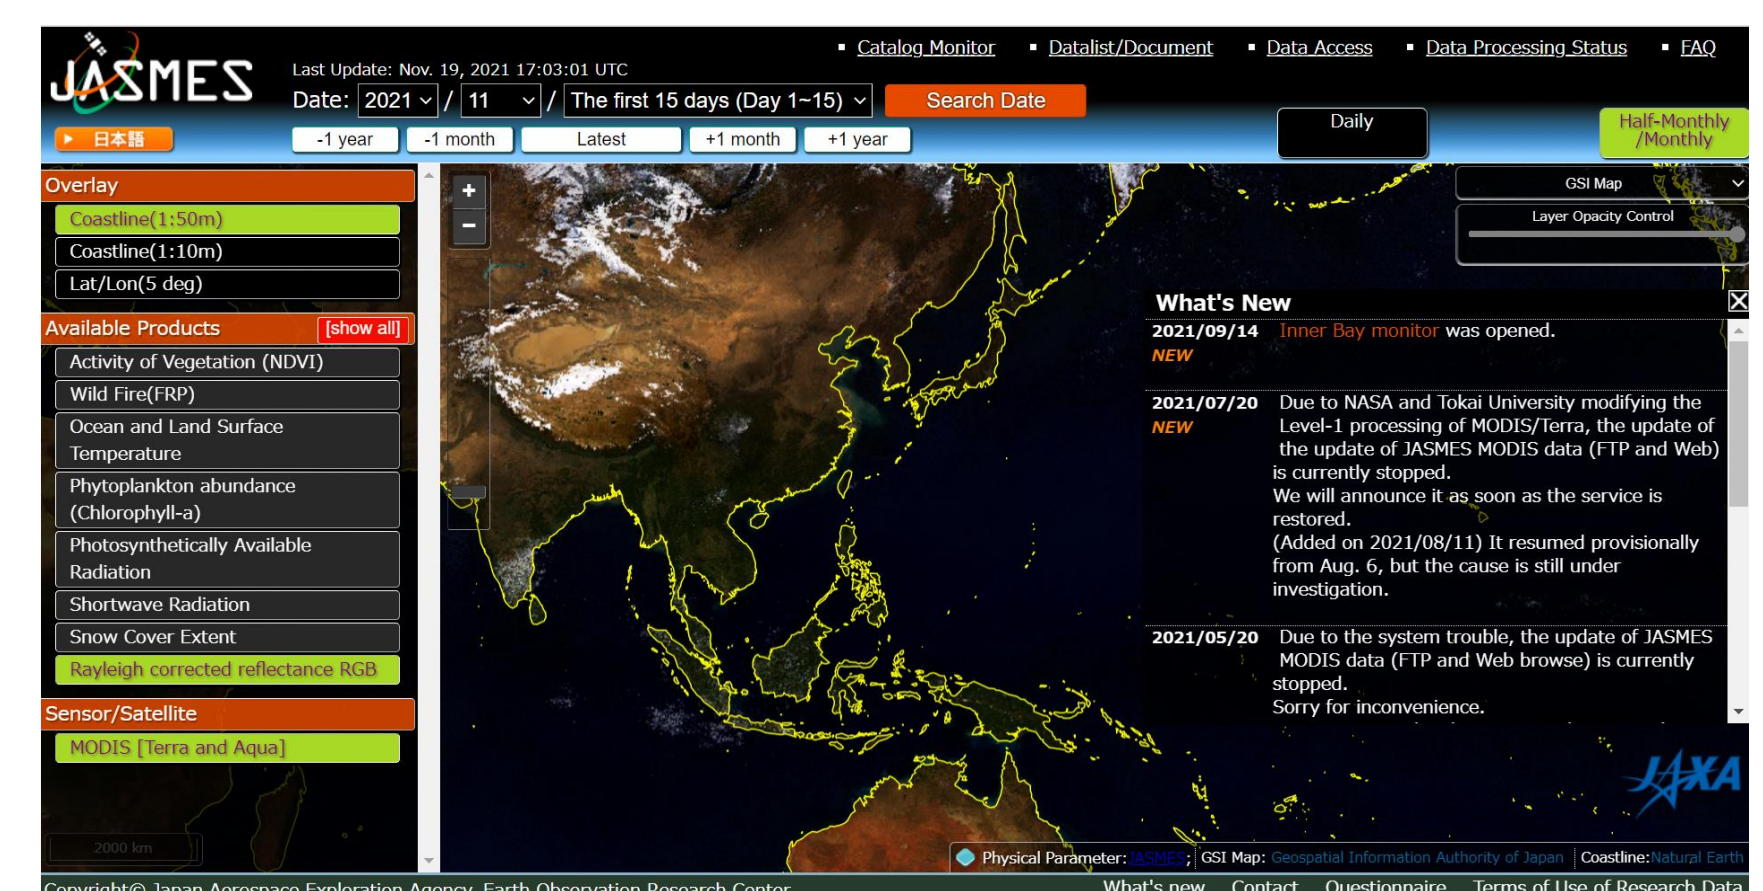 JASMES
▪ Catalog Monitor ▪ Datalist/Document ▪ Data Access ▪ Data Processing Status ▪ FAQ
Last Update: Nov. 19, 2021 17:03:01 UTC
Date: 2021 / 11 / The first 15 days (Day 1~15) Search Date
日本語
-1 year -1 month Latest +1 month +1 year
Daily
Half-Monthly
/Monthly
Overlay
Coastline(1:50m)
Coastline(1:10m)
Lat/Lon(5 deg)
Available Products [show all]
Activity of Vegetation (NDVI)
Wild Fire(FRP)
Ocean and Land Surface
Temperature
Phytoplankton abundance
(Chlorophyll-a)
Photosynthetically Available
Radiation
Shortwave Radiation
Snow Cover Extent
Rayleigh corrected reflectance RGB
Sensor/Satellite
MODIS [Terra and Aqua]
2000 km
+
−
GSI Map
Layer Opacity Control
What's New
2021/09/14 Inner Bay monitor was opened.
NEW
2021/07/20 Due to NASA and Tokai University modifying the
NEW Level-1 processing of MODIS/Terra, the update of
the update of JASMES MODIS data (FTP and Web)
is currently stopped.
We will announce it as soon as the service is
restored.
(Added on 2021/08/11) It resumed provisionally
from Aug. 6, but the cause is still under
investigation.
2021/05/20 Due to the system trouble, the update of JASMES
MODIS data (FTP and Web browse) is currently
stopped.
Sorry for inconvenience.
JAXA
Physical Parameter:JASMES; GSI Map: Geospatial Information Authority of Japan Coastline:Natural Earth
Copyright© Japan Aerospace Exploration Agency, Earth Observation Research Center
What's new Contact Questionnaire Terms of Use of Research Data